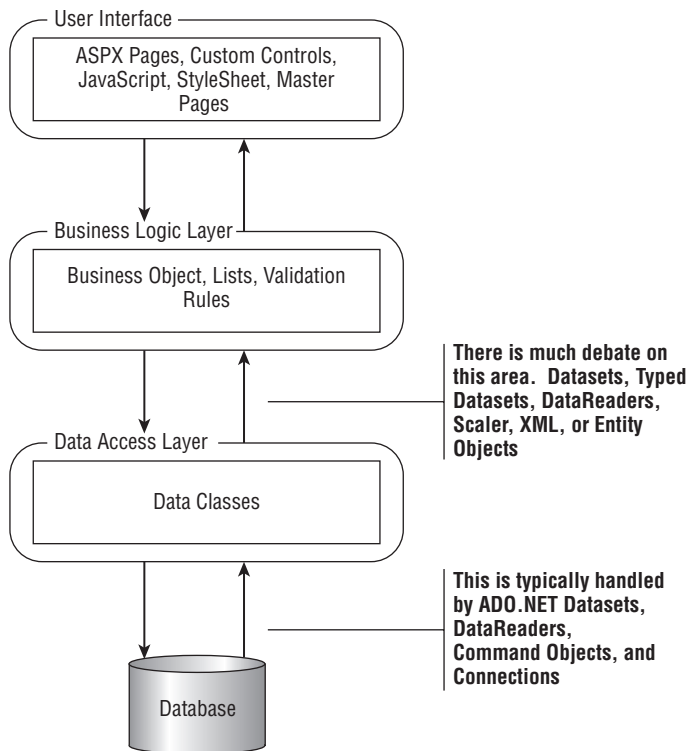 User Interface
ASPX Pages, Custom Controls,
JavaScript, StyleSheet, Master
Pages
Business Logic Layer
Business Object, Lists, Validation
Rules
There is much debate on
this area.  Datasets, Typed
Datasets, DataReaders,
Scaler, XML, or Entity
Objects
Data Access Layer
Data Classes
This is typically handled
by ADO.NET Datasets,
DataReaders,
Command Objects, and
Connections
Database